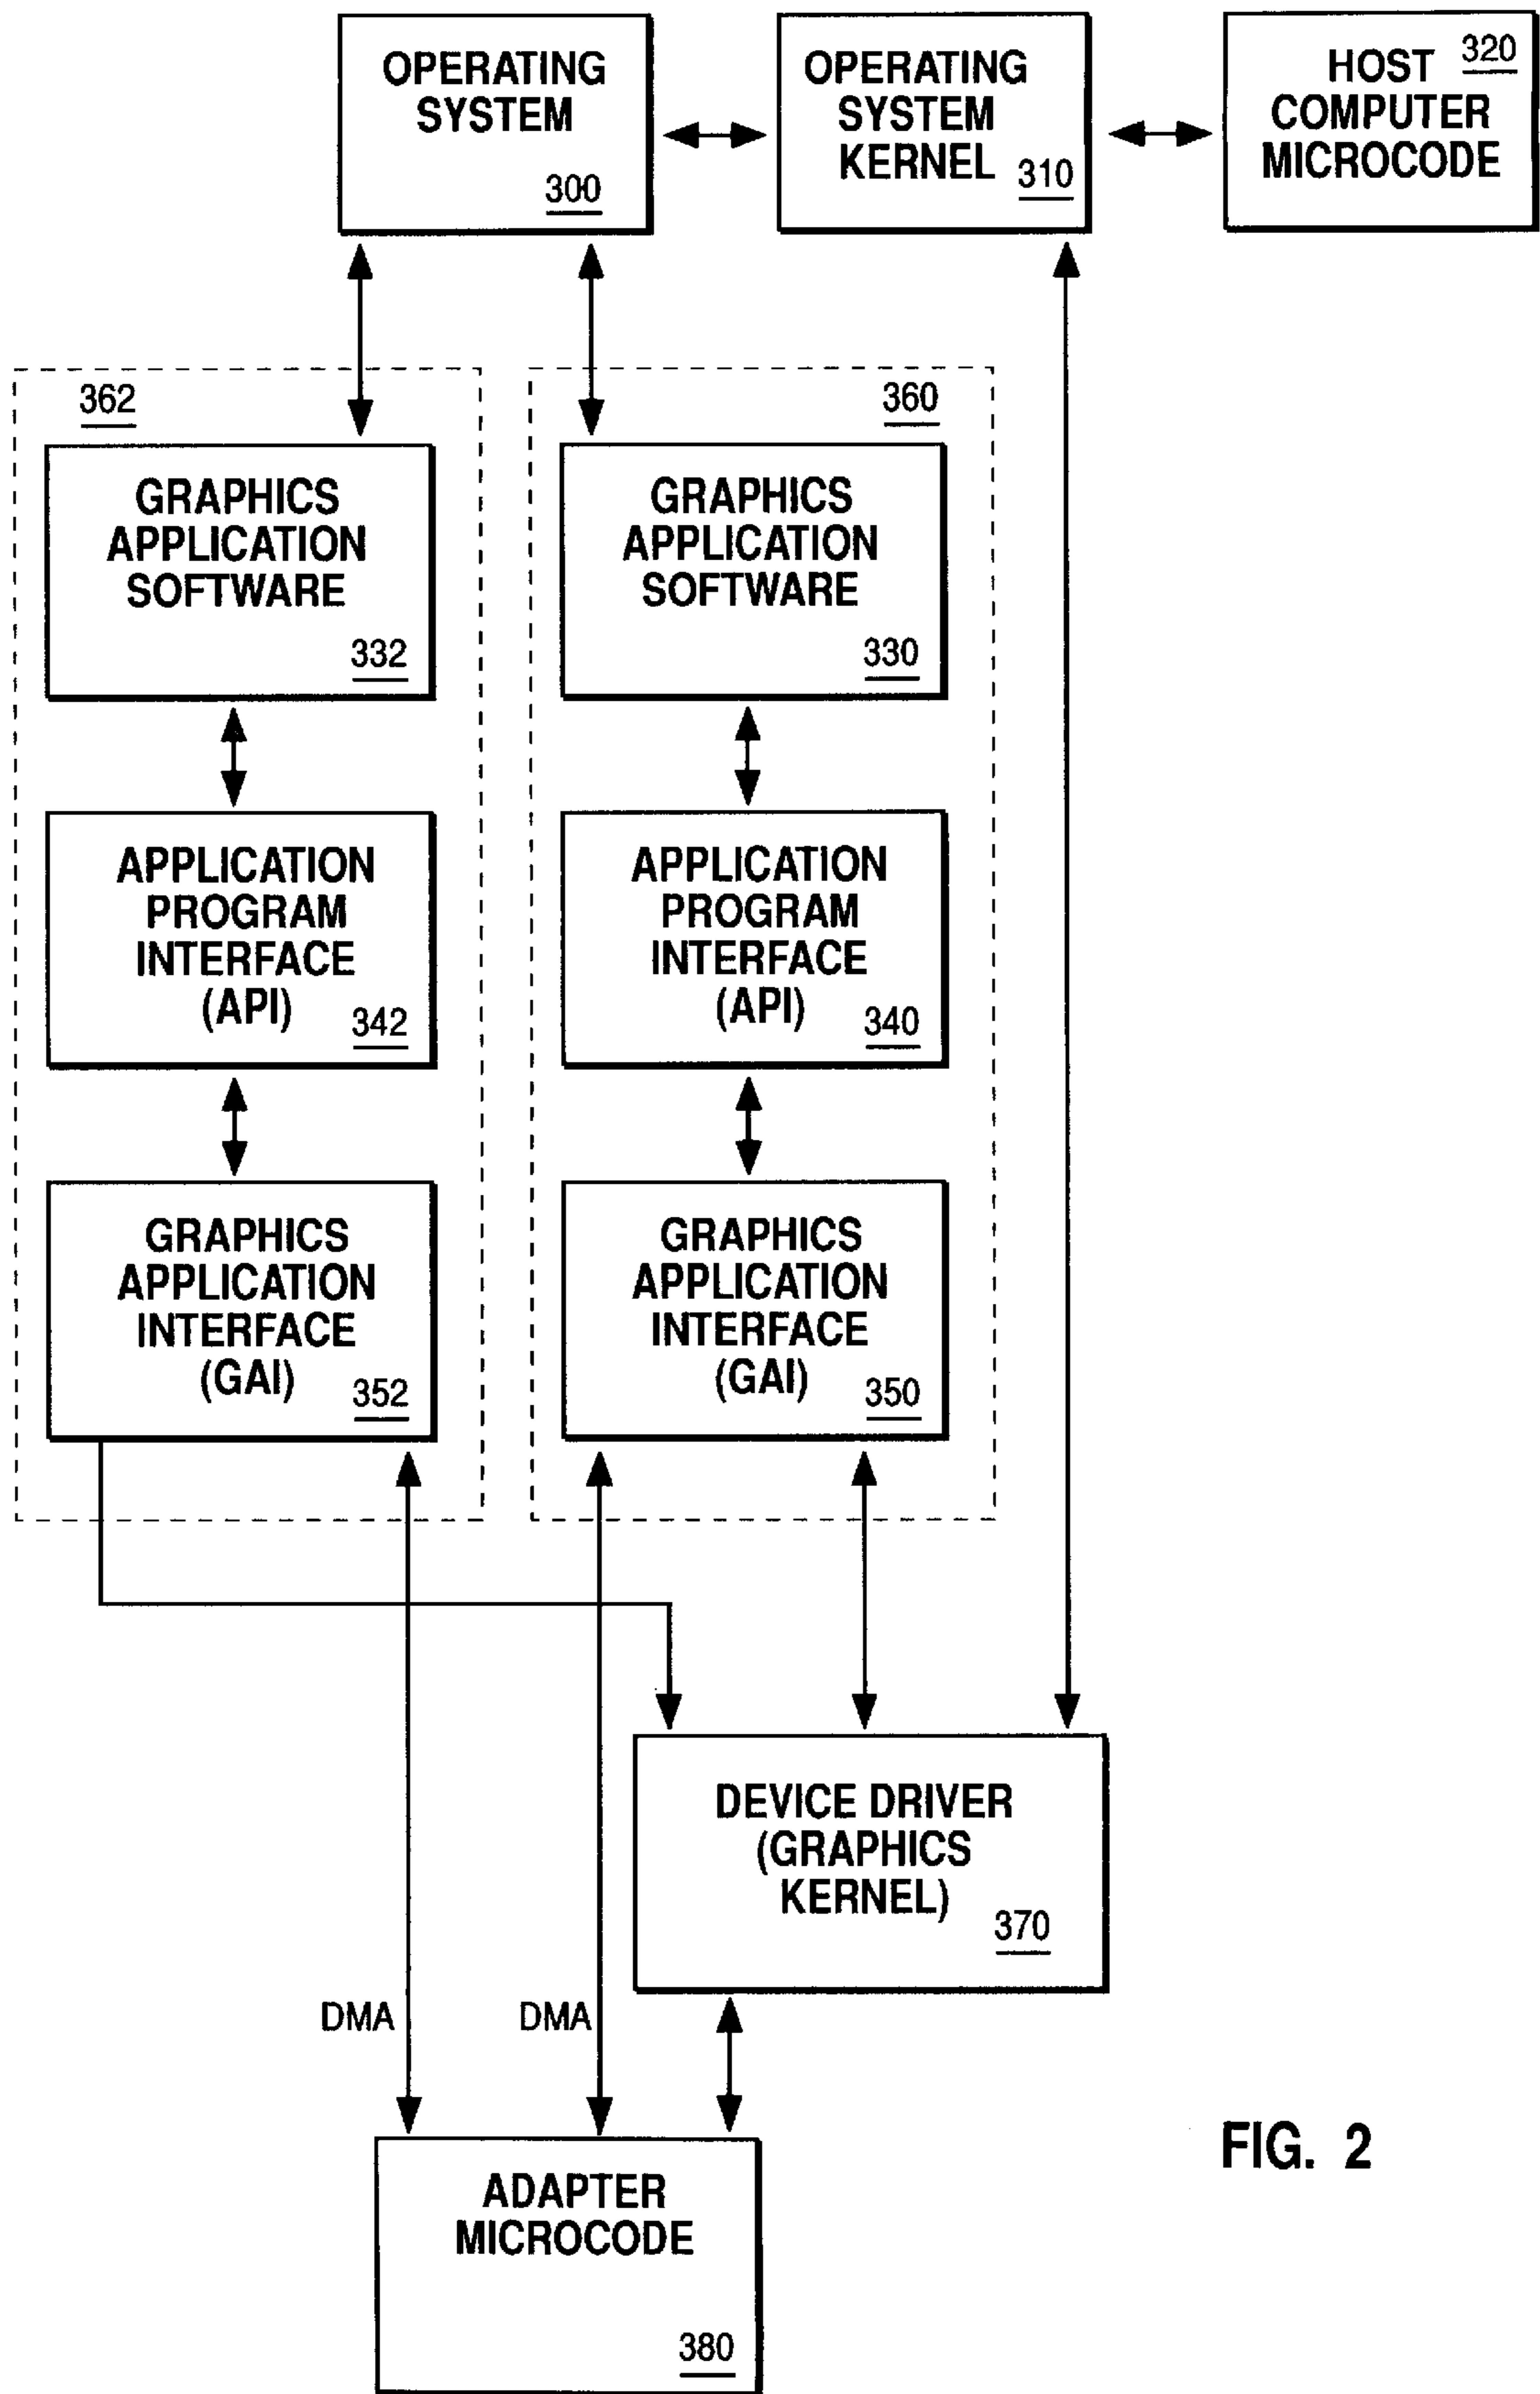 OPERATING
SYSTEM
300
OPERATING
SYSTEM
KERNEL
310
HOST
320
COMPUTER
MICROCODE
362
GRAPHICS
APPLICATION
SOFTWARE
332
APPLICATION
PROGRAM
INTERFACE
(API)
342
GRAPHICS
APPLICATION
INTERFACE
(GAI)
352
360
GRAPHICS
APPLICATION
SOFTWARE
330
APPLICATION
PROGRAM
INTERFACE
(API)
340
GRAPHICS
APPLICATION
INTERFACE
(GAI)
350
DEVICE DRIVER
(GRAPHICS
KERNEL)
370
DMA
DMA
ADAPTER
MICROCODE
380
FIG. 2